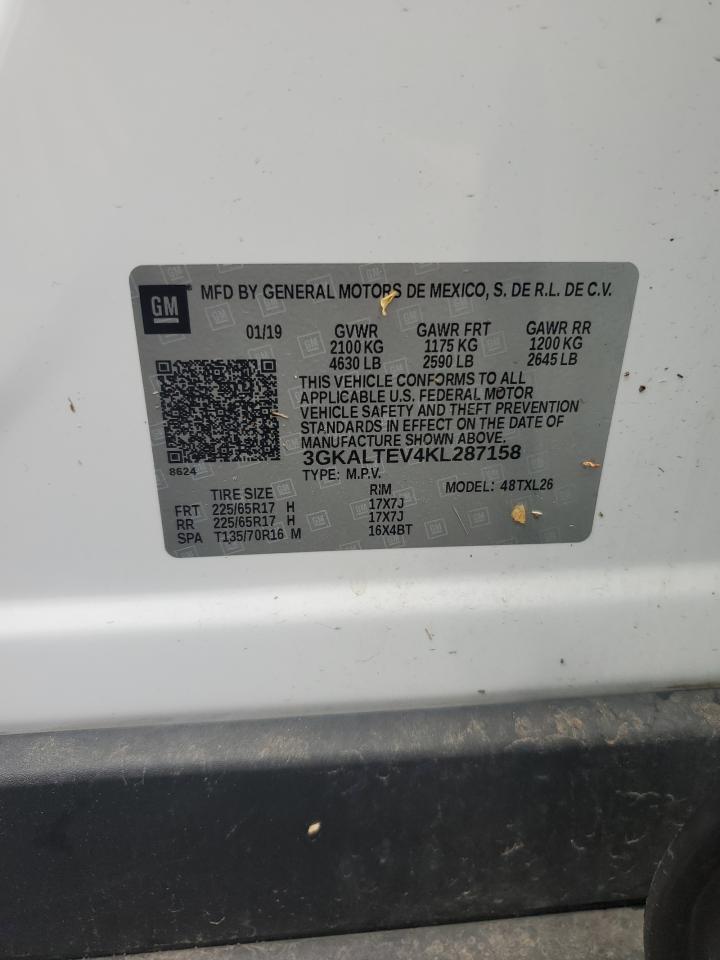 GM MFD BY GENERAL MOTORS DE MEXICO, S. DE R.L. DE C.V.
01/19 GVWR GAWR FRT GAWR RR
2100 KG 1175 KG 1200 KG
4630 LB 2590 LB 2645 LB
THIS VEHICLE CONFORMS TO ALL
APPLICABLE U.S. FEDERAL MOTOR
VEHICLE SAFETY AND THEFT PREVENTION
STANDARDS IN EFFECT ON THE DATE OF
MANUFACTURE SHOWN ABOVE.
3GKALTEV4KL287158
8624
TYPE: M.P.V.
TIRE SIZE RIM MODEL: 48TXL26
FRT 225/65R17 H 17X7J
RR 225/65R17 H 17X7J
SPA T135/70R16 M 16X4BT